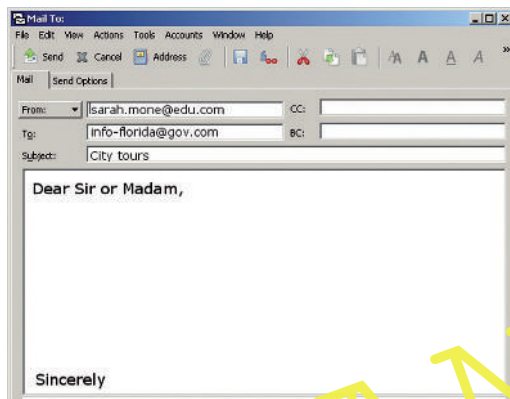 Mail To:
File Edit View Actions Tools Accounts Window Help
Send Cancel Address
Mail Send Options
From: sarah.mone@edu.com CC:
To: info-florida@gov.com BC:
Subject: City tours
Dear Sir or Madam,
Sincerely